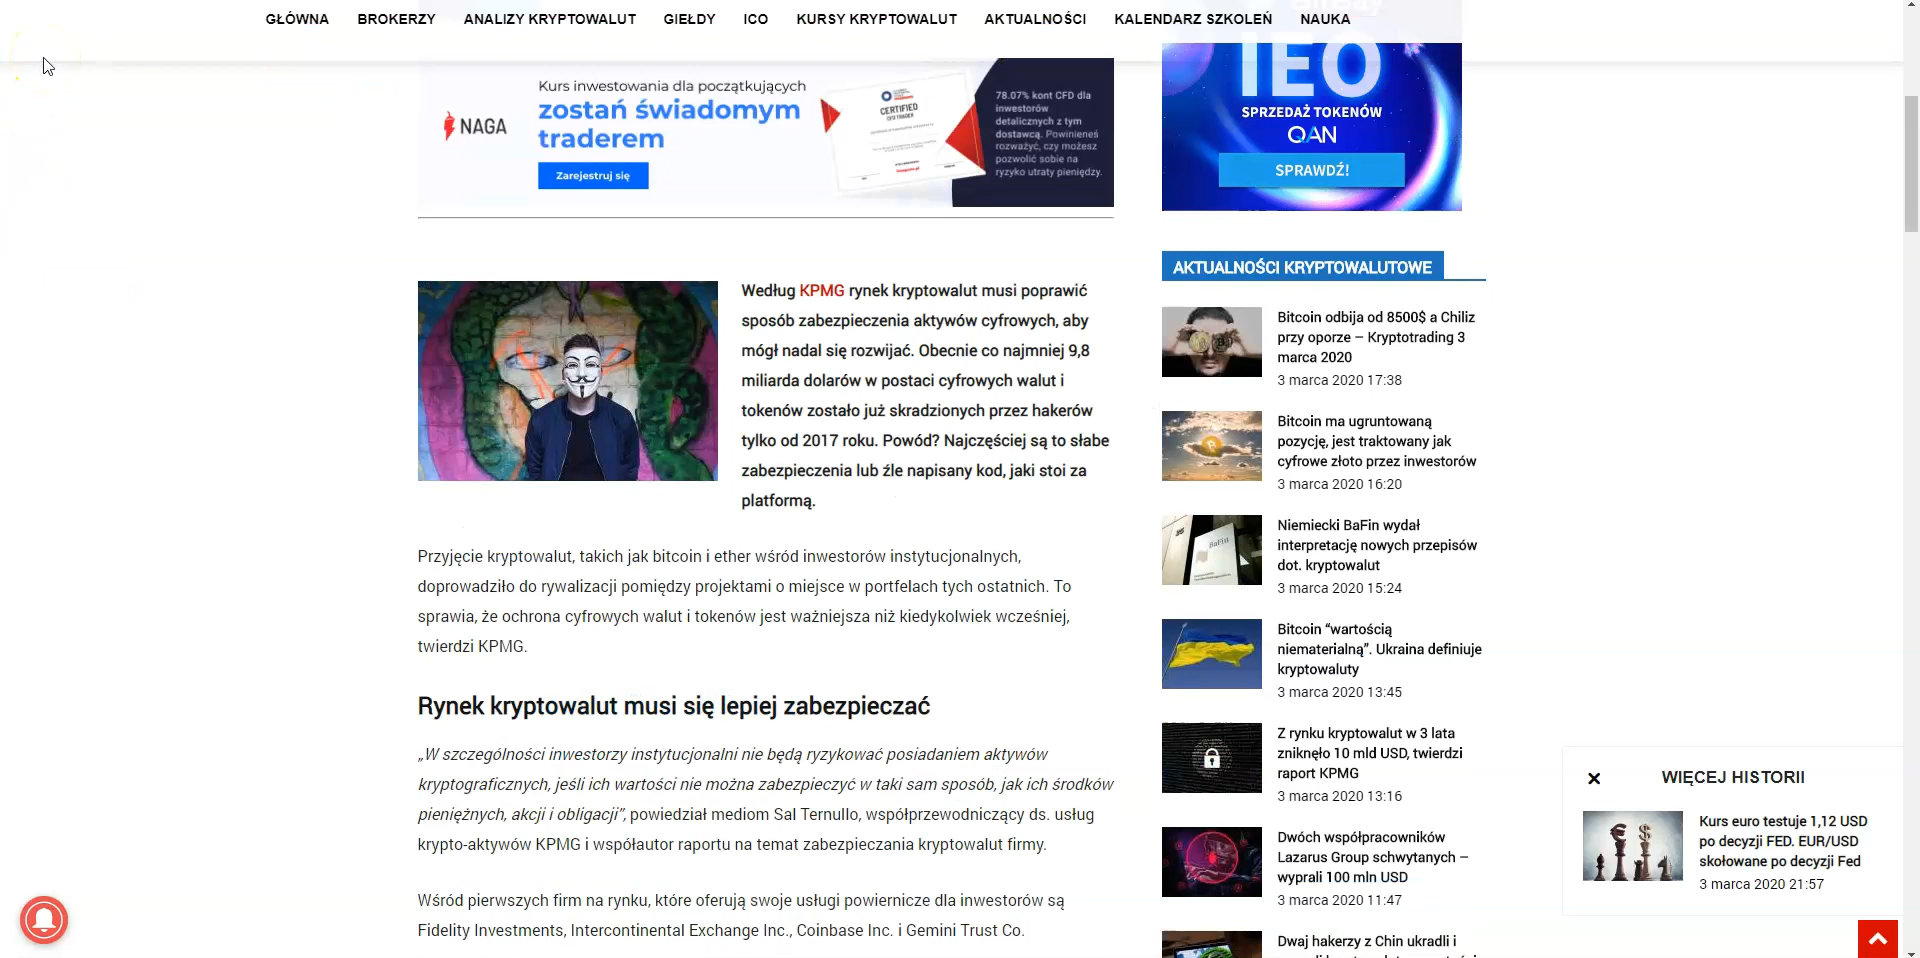 GŁÓWNA BROKERZY ANALIZY KRYPTOWALUT GIEŁDY ICO KURSY KRYPTOWALUT AKTUALNOŚCI KALENDARZ SZKOLEŃ NAUKA
NAGA
Kurs inwestowania dla początkujących
zostań świadomym
traderem
Zarejestruj się
CERTIFIED
CFD TRADER
78.07% kont CFD dla
inwestorów
detalicznych z tym
dostawcą. Powinieneś
rozważyć, czy możesz
pozwolić sobie na
ryzyko utraty pieniędzy.
BitBay
IEO
SPRZEDAŻ TOKENÓW
QAN
SPRAWDŹ!
Według KPMG rynek kryptowalut musi poprawić
sposób zabezpieczenia aktywów cyfrowych, aby
mógł nadal się rozwijać. Obecnie co najmniej 9,8
miliarda dolarów w postaci cyfrowych walut i
tokenów zostało już skradzionych przez hakerów
tylko od 2017 roku. Powód? Najczęściej są to słabe
zabezpieczenia lub źle napisany kod, jaki stoi za
platformą.
Przyjęcie kryptowalut, takich jak bitcoin i ether wśród inwestorów instytucjonalnych,
doprowadziło do rywalizacji pomiędzy projektami o miejsce w portfelach tych ostatnich. To
sprawia, że ochrona cyfrowych walut i tokenów jest ważniejsza niż kiedykolwiek wcześniej,
twierdzi KPMG.
Rynek kryptowalut musi się lepiej zabezpieczać
„W szczególności inwestorzy instytucjonalni nie będą ryzykować posiadaniem aktywów
kryptograficznych, jeśli ich wartości nie można zabezpieczyć w taki sam sposób, jak ich środków
pieniężnych, akcji i obligacji”, powiedział mediom Sal Ternullo, współprzewodniczący ds. usług
krypto-aktywów KPMG i współautor raportu na temat zabezpieczania kryptowalut firmy.
Wśród pierwszych firm na rynku, które oferują swoje usługi powiernicze dla inwestorów są
Fidelity Investments, Intercontinental Exchange Inc., Coinbase Inc. i Gemini Trust Co.
AKTUALNOŚCI KRYPTOWALUTOWE
Bitcoin odbija od 8500$ a Chiliz
przy oporze – Kryptotrading 3
marca 2020
3 marca 2020 17:38
Bitcoin ma ugruntowaną
pozycję, jest traktowany jak
cyfrowe złoto przez inwestorów
3 marca 2020 16:20
BaFin
Niemiecki BaFin wydał
interpretację nowych przepisów
dot. kryptowalut
3 marca 2020 15:24
Bitcoin “wartością
niematerialną”. Ukraina definiuje
kryptowaluty
3 marca 2020 13:45
Z rynku kryptowalut w 3 lata
zniknęło 10 mld USD, twierdzi
raport KPMG
3 marca 2020 13:16
Dwóch współpracowników
Lazarus Group schwytanych –
wyprali 100 mln USD
3 marca 2020 11:47
Dwaj hakerzy z Chin ukradli i
WIĘCEJ HISTORII
Kurs euro testuje 1,12 USD
po decyzji FED. EUR/USD
skołowane po decyzji Fed
3 marca 2020 21:57